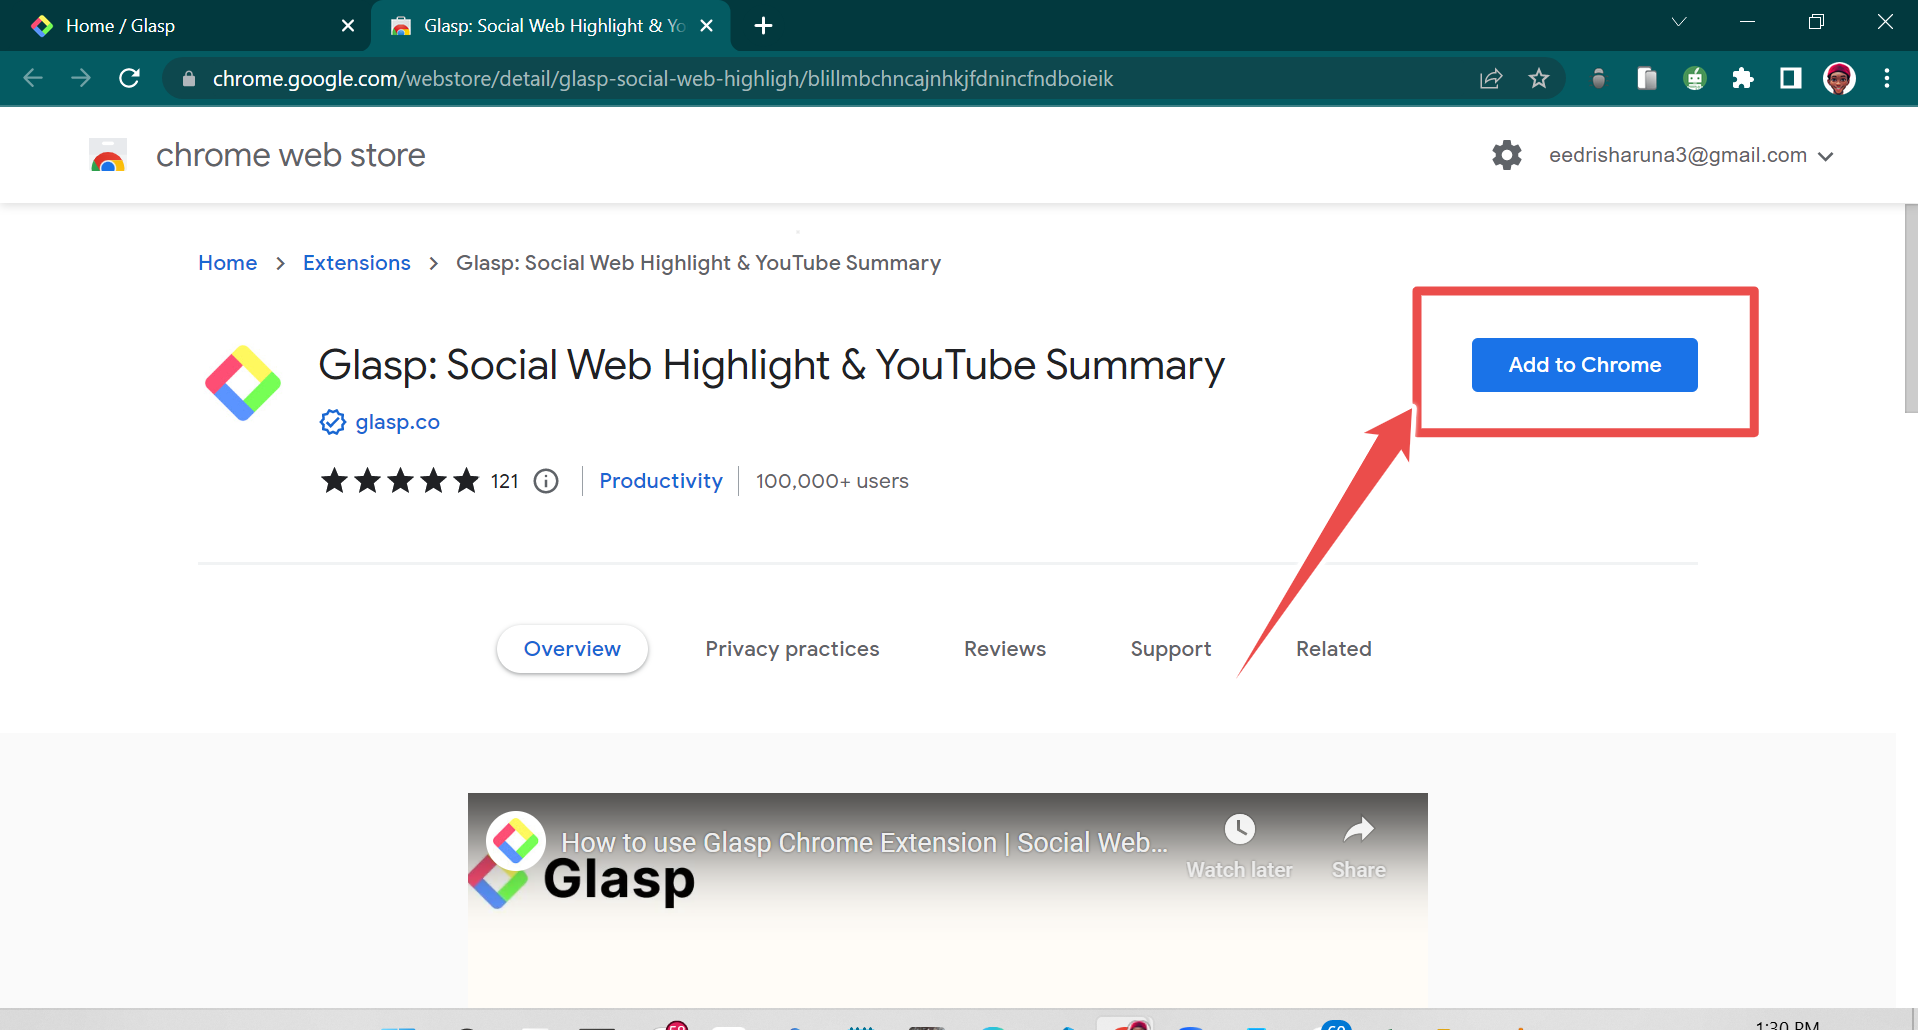 Home / Glasp
Glasp: Social Web Highlight & Yo
chrome.google.com/webstore/detail/glasp-social-web-highligh/blillmbchncajnhkjfdnincfndboieik
chrome web store
eedrisharuna3@gmail.com
Home > Extensions > Glasp: Social Web Highlight & YouTube Summary
Glasp: Social Web Highlight & YouTube Summary
Add to Chrome
glasp.co
121
Productivity
100,000+ users
Overview
Privacy practices
Reviews
Support
Related
How to use Glasp Chrome Extension | Social Web...
Watch later
Share
Glasp
1:30 PM